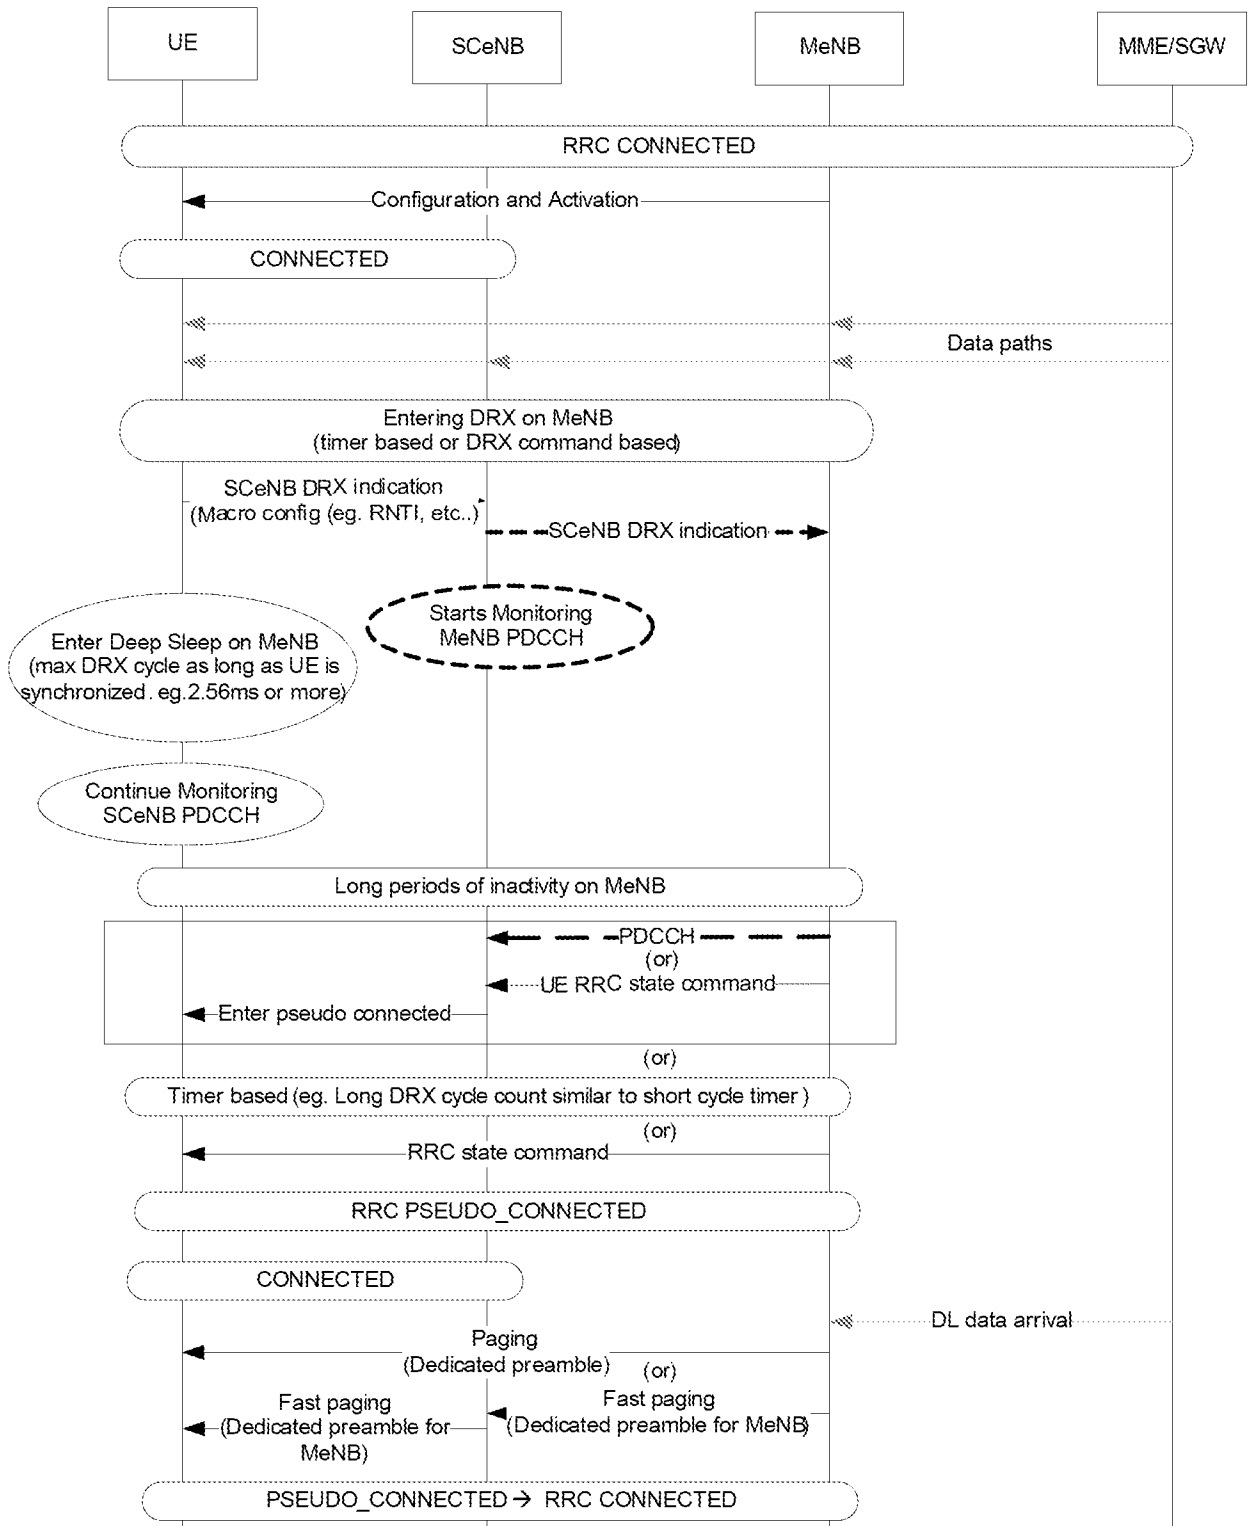 UE
SCeNB
MeNB
MME/SGW
RRC CONNECTED
Configuration and Activation
CONNECTED
Data paths
Entering DRX on MeNB
(timer based or DRX command based)
SCeNB DRX indication
(Macro config (eg. RNTI, etc..)
SCeNB DRX indication
Starts Monitoring
MeNB PDCCH
Enter Deep Sleep on MeNB
(max DRX cycle as long as UE is
synchronized. eg.2.56ms or more)
Continue Monitoring
SCeNB PDCCH
Long periods of inactivity on MeNB
PDCCH
(or)
UE RRC state command
Enter pseudo connected
(or)
Timer based (eg. Long DRX cycle count similar to short cycle timer )
(or)
RRC state command
RRC PSEUDO_CONNECTED
CONNECTED
DL data arrival
Paging
(Dedicated preamble)
(or)
Fast paging
(Dedicated preamble for MeNB)
Fast paging
(Dedicated preamble for
MeNB)
PSEUDO_CONNECTED → RRC CONNECTED